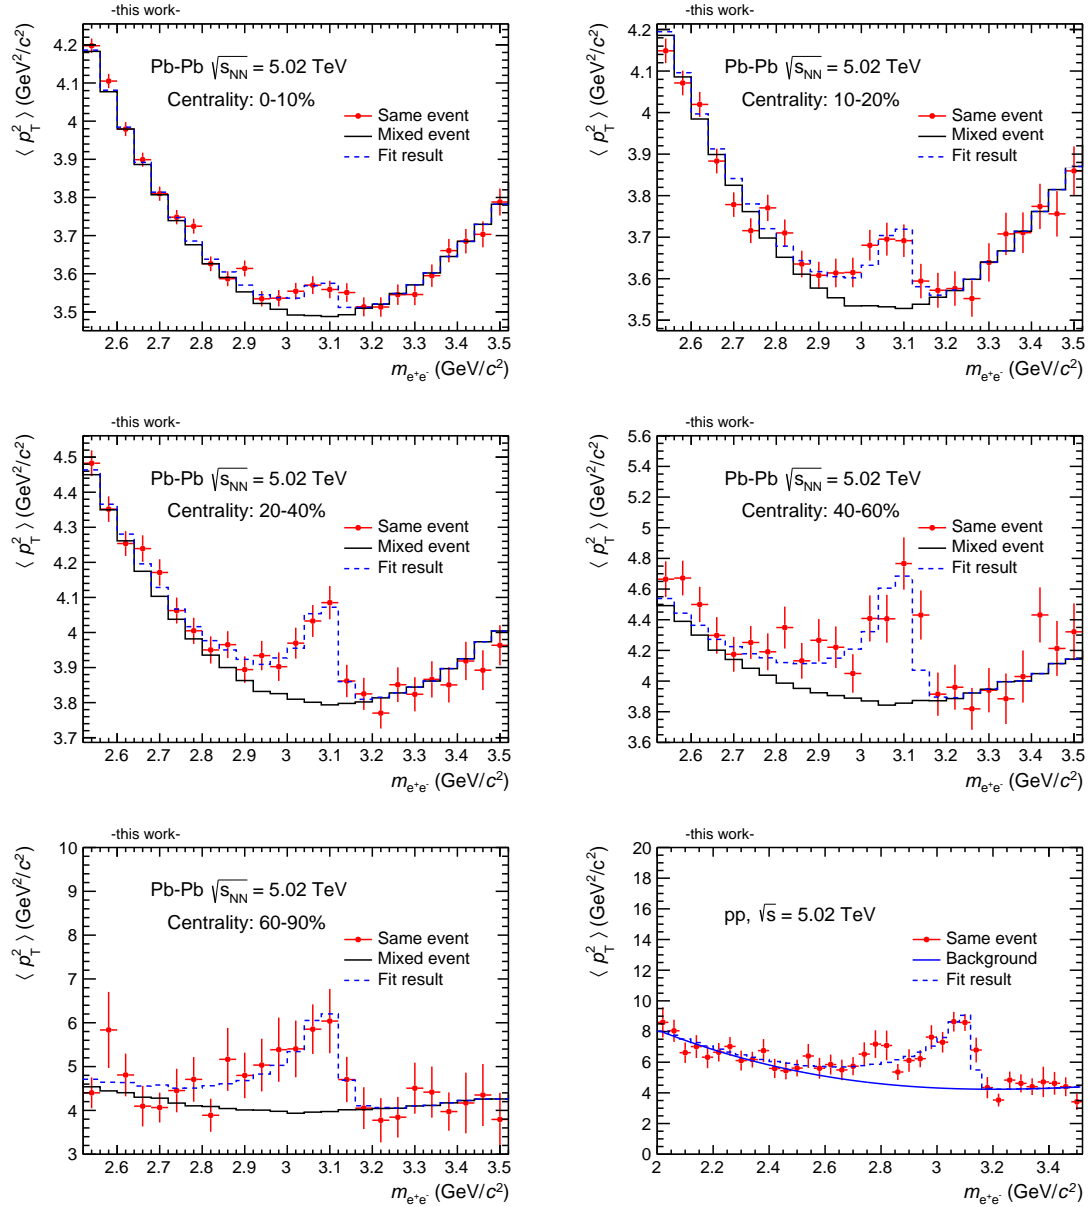 -this work-
⟨ p_T^2 ⟩ (GeV^2/c^2)
Pb-Pb √s_NN = 5.02 TeV
Centrality: 0-10%
Same event
Mixed event
Fit result
4.2
4.1
4
3.9
3.8
3.7
3.6
3.5
2.6 2.7 2.8 2.9 3 3.1 3.2 3.3 3.4 3.5
m_e⁺e⁻ (GeV/c^2)
-this work-
⟨ p_T^2 ⟩ (GeV^2/c^2)
Pb-Pb √s_NN = 5.02 TeV
Centrality: 10-20%
Same event
Mixed event
Fit result
4.2
4.1
4
3.9
3.8
3.7
3.6
3.5
2.6 2.7 2.8 2.9 3 3.1 3.2 3.3 3.4 3.5
m_e⁺e⁻ (GeV/c^2)
-this work-
⟨ p_T^2 ⟩ (GeV^2/c^2)
Pb-Pb √s_NN = 5.02 TeV
Centrality: 20-40%
Same event
Mixed event
Fit result
4.5
4.4
4.3
4.2
4.1
4
3.9
3.8
3.7
2.6 2.7 2.8 2.9 3 3.1 3.2 3.3 3.4 3.5
m_e⁺e⁻ (GeV/c^2)
-this work-
⟨ p_T^2 ⟩ (GeV^2/c^2)
Pb-Pb √s_NN = 5.02 TeV
Centrality: 40-60%
Same event
Mixed event
Fit result
5.6
5.4
5.2
5
4.8
4.6
4.4
4.2
4
3.8
3.6
2.6 2.7 2.8 2.9 3 3.1 3.2 3.3 3.4 3.5
m_e⁺e⁻ (GeV/c^2)
-this work-
⟨ p_T^2 ⟩ (GeV^2/c^2)
Pb-Pb √s_NN = 5.02 TeV
Centrality: 60-90%
Same event
Mixed event
Fit result
10
9
8
7
6
5
4
3
2.6 2.7 2.8 2.9 3 3.1 3.2 3.3 3.4 3.5
m_e⁺e⁻ (GeV/c^2)
-this work-
⟨ p_T^2 ⟩ (GeV^2/c^2)
pp, √s = 5.02 TeV
Same event
Background
Fit result
20
18
16
14
12
10
8
6
4
2
0
2 2.2 2.4 2.6 2.8 3 3.2 3.4
m_e⁺e⁻ (GeV/c^2)